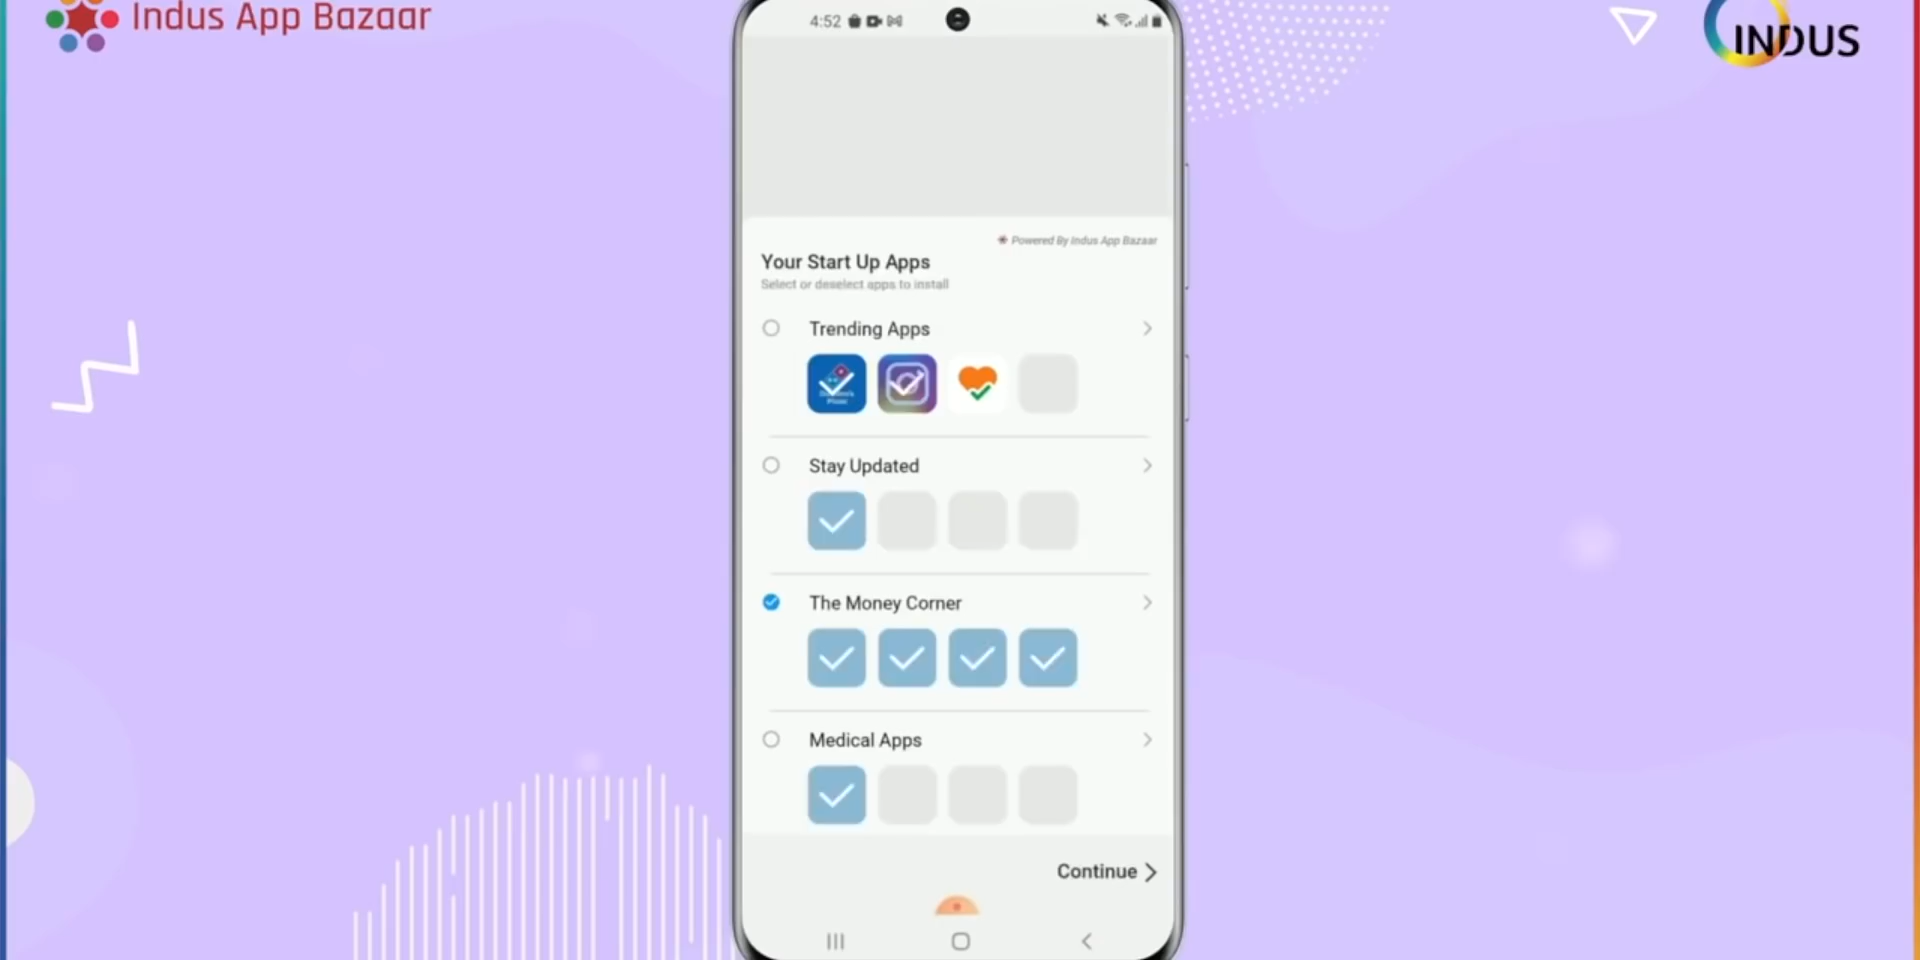 Indus App Bazaar
INDUS
4:52
Powered By Indus App Bazaar
Your Start Up Apps
Select or deselect apps to install
Trending Apps
Stay Updated
The Money Corner
Medical Apps
Continue